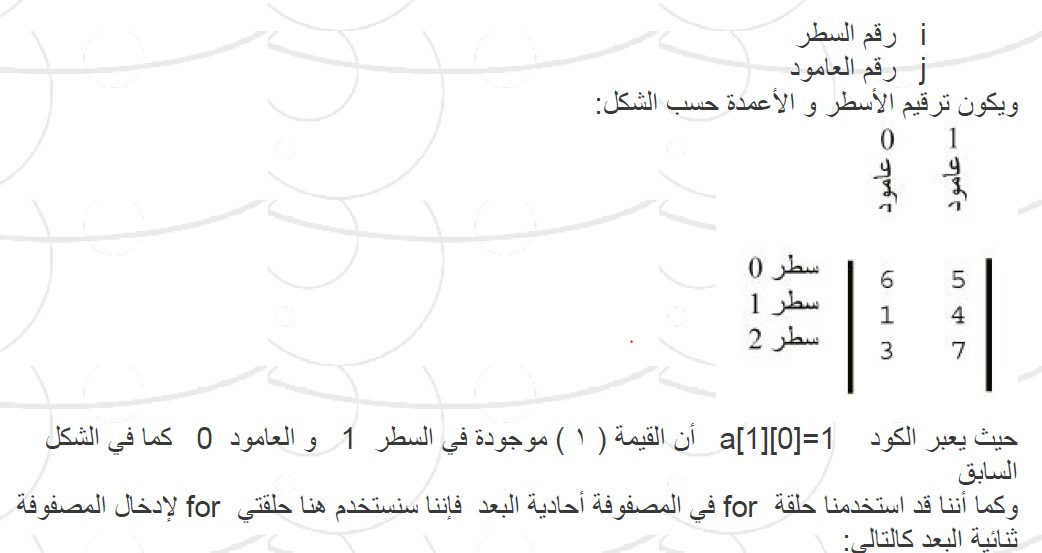 i رقم السطر
j رقم العامود
ويكون ترقيم الأسطر و الأعمدة حسب الشكل:
عامود 0 عامود 1
سطر 0 6 5
سطر 1 1 4
سطر 2 3 7
حيث يعبر الكود a[1][0]=1 أن القيمة ( ١ ) موجودة في السطر 1 و العامود 0 كما في الشكل
السابق
وكما أننا قد استخدمنا حلقة for في المصفوفة أحادية البعد فإننا سنستخدم هنا حلقتي for لإدخال المصفوفة
ثنائية البعد كالتالي: